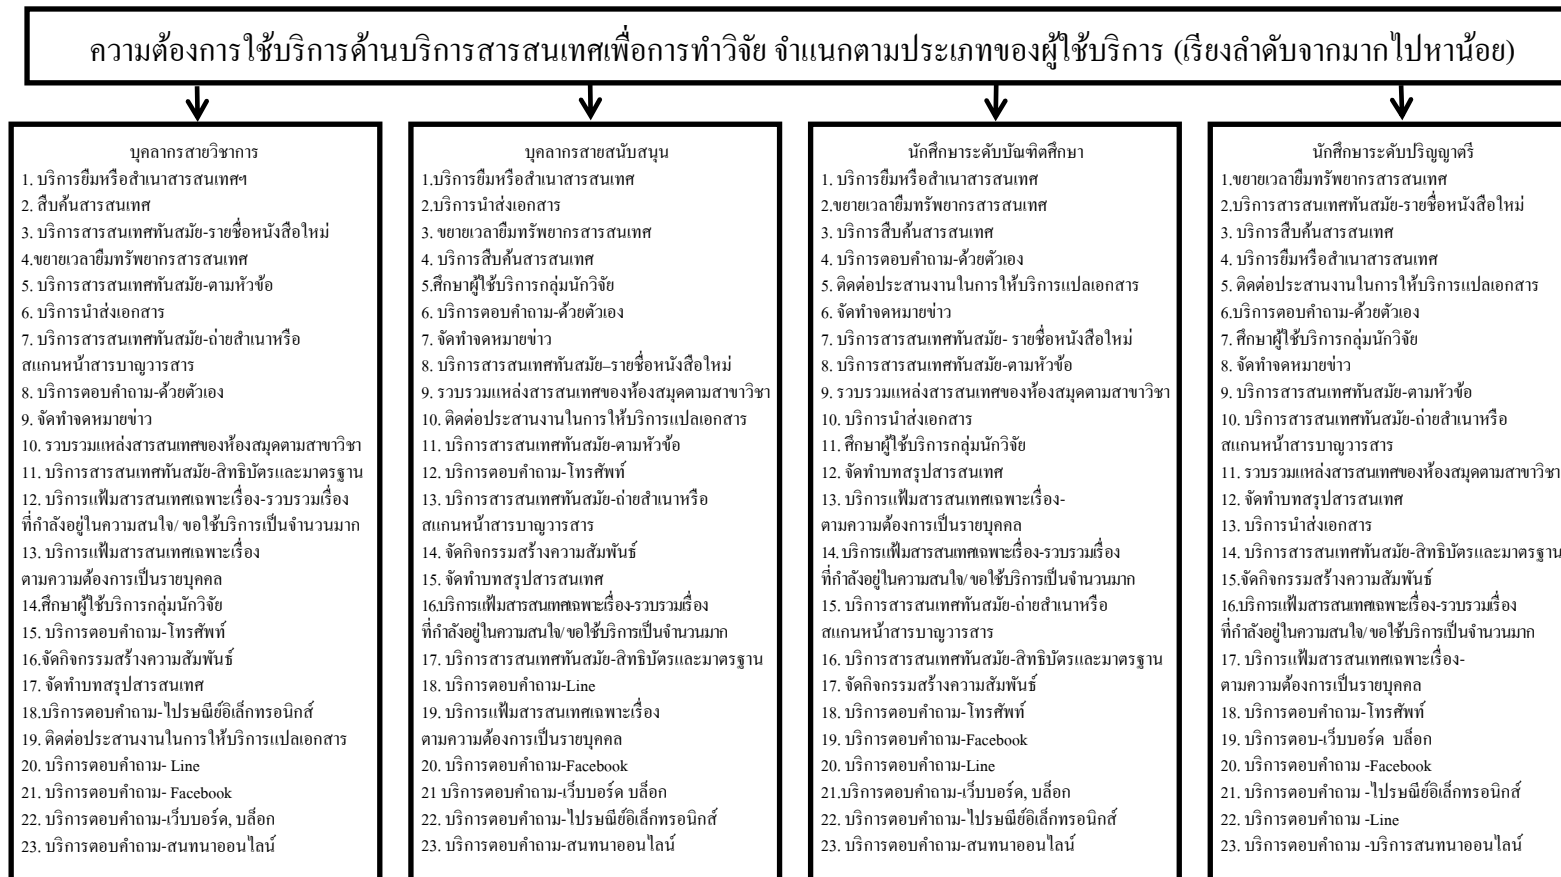 ความต้องการใช้บริการด้านบริการสารสนเทศเพื่อการทำวิจัย จำแนกตามประเภทของผู้ใช้บริการ (เรียงลำดับจากมากไปหาน้อย)
บุคลากรสายวิชาการ
1. บริการยืมหรือสำเนาสารสนเทศฯ
2. สืบค้นสารสนเทศ
3. บริการสารสนเทศทันสมัย-รายชื่อหนังสือใหม่
4.ขยายเวลายืมทรัพยากรสารสนเทศ
5. บริการสารสนเทศทันสมัย-ตามหัวข้อ
6. บริการนำส่งเอกสาร
7. บริการสารสนเทศทันสมัย-ถ่ายสำเนาหรือ
สแกนหน้าสารบาญวารสาร
8. บริการตอบคำถาม-ด้วยตัวเอง
9. จัดทำจดหมายข่าว
10. รวบรวมแหล่งสารสนเทศของห้องสมุดตามสาขาวิชา
11. บริการสารสนเทศทันสมัย-สิทธิบัตรและมาตรฐาน
12. บริการแฟ้มสารสนเทศเฉพาะเรื่อง-รวบรวมเรื่อง
ที่กำลังอยู่ในความสนใจ/ ขอใช้บริการเป็นจำนวนมาก
13. บริการแฟ้มสารสนเทศเฉพาะเรื่อง
ตามความต้องการเป็นรายบุคคล
14.ศึกษาผู้ใช้บริการกลุ่มนักวิจัย
15. บริการตอบคำถาม-โทรศัพท์
16.จัดกิจกรรมสร้างความสัมพันธ์
17. จัดทำบทสรุปสารสนเทศ
18.บริการตอบคำถาม-ไปรษณีย์อิเล็กทรอนิกส์
19. ติดต่อประสานงานในการให้บริการแปลเอกสาร
20. บริการตอบคำถาม- Line
21. บริการตอบคำถาม- Facebook
22. บริการตอบคำถาม-เว็บบอร์ด, บล็อก
23. บริการตอบคำถาม-สนทนาออนไลน์
บุคลากรสายสนับสนุน
1.บริการยืมหรือสำเนาสารสนเทศ
2.บริการนำส่งเอกสาร
3. ขยายเวลายืมทรัพยากรสารสนเทศ
4. บริการสืบค้นสารสนเทศ
5.ศึกษาผู้ใช้บริการกลุ่มนักวิจัย
6. บริการตอบคำถาม-ด้วยตัวเอง
7. จัดทำจดหมายข่าว
8. บริการสารสนเทศทันสมัย–รายชื่อหนังสือใหม่
9. รวบรวมแหล่งสารสนเทศของห้องสมุดตามสาขาวิชา
10. ติดต่อประสานงานในการให้บริการแปลเอกสาร
11. บริการสารสนเทศทันสมัย-ตามหัวข้อ
12. บริการตอบคำถาม-โทรศัพท์
13. บริการสารสนเทศทันสมัย-ถ่ายสำเนาหรือ
สแกนหน้าสารบาญวารสาร
14. จัดกิจกรรมสร้างความสัมพันธ์
15. จัดทำบทสรุปสารสนเทศ
16.บริการแฟ้มสารสนเทศเฉพาะเรื่อง-รวบรวมเรื่อง
ที่กำลังอยู่ในความสนใจ/ ขอใช้บริการเป็นจำนวนมาก
17. บริการสารสนเทศทันสมัย-สิทธิบัตรและมาตรฐาน
18. บริการตอบคำถาม-Line
19. บริการแฟ้มสารสนเทศเฉพาะเรื่อง
ตามความต้องการเป็นรายบุคคล
20. บริการตอบคำถาม-Facebook
21 บริการตอบคำถาม-เว็บบอร์ด บล็อก
22. บริการตอบคำถาม-ไปรษณีย์อิเล็กทรอนิกส์
23. บริการตอบคำถาม-สนทนาออนไลน์
นักศึกษาระดับบัณฑิตศึกษา
1. บริการยืมหรือสำเนาสารสนเทศ
2.ขยายเวลายืมทรัพยากรสารสนเทศ
3. บริการสืบค้นสารสนเทศ
4. บริการตอบคำถาม-ด้วยตัวเอง
5. ติดต่อประสานงานในการให้บริการแปลเอกสาร
6. จัดทำจดหมายข่าว
7. บริการสารสนเทศทันสมัย- รายชื่อหนังสือใหม่
8. บริการสารสนเทศทันสมัย-ตามหัวข้อ
9. รวบรวมแหล่งสารสนเทศของห้องสมุดตามสาขาวิชา
10. บริการนำส่งเอกสาร
11. ศึกษาผู้ใช้บริการกลุ่มนักวิจัย
12. จัดทำบทสรุปสารสนเทศ
13. บริการแฟ้มสารสนเทศเฉพาะเรื่อง-
ตามความต้องการเป็นรายบุคคล
14.บริการแฟ้มสารสนเทศเฉพาะเรื่อง-รวบรวมเรื่อง
ที่กำลังอยู่ในความสนใจ/ ขอใช้บริการเป็นจำนวนมาก
15. บริการสารสนเทศทันสมัย-ถ่ายสำเนาหรือ
สแกนหน้าสารบาญวารสาร
16. บริการสารสนเทศทันสมัย-สิทธิบัตรและมาตรฐาน
17. จัดกิจกรรมสร้างความสัมพันธ์
18. บริการตอบคำถาม-โทรศัพท์
19. บริการตอบคำถาม-Facebook
20. บริการตอบคำถาม-Line
21.บริการตอบคำถาม-เว็บบอร์ด, บล็อก
22. บริการตอบคำถาม-ไปรษณีย์อิเล็กทรอนิกส์
23. บริการตอบคำถาม-สนทนาออนไลน์
นักศึกษาระดับปริญญาตรี
1.ขยายเวลายืมทรัพยากรสารสนเทศ
2.บริการสารสนเทศทันสมัย-รายชื่อหนังสือใหม่
3. บริการสืบค้นสารสนเทศ
4. บริการยืมหรือสำเนาสารสนเทศ
5. ติดต่อประสานงานในการให้บริการแปลเอกสาร
6.บริการตอบคำถาม-ด้วยตัวเอง
7. ศึกษาผู้ใช้บริการกลุ่มนักวิจัย
8. จัดทำจดหมายข่าว
9. บริการสารสนเทศทันสมัย-ตามหัวข้อ
10. บริการสารสนเทศทันสมัย-ถ่ายสำเนาหรือ
สแกนหน้าสารบาญวารสาร
11. รวบรวมแหล่งสารสนเทศของห้องสมุดตามสาขาวิชา
12. จัดทำบทสรุปสารสนเทศ
13. บริการนำส่งเอกสาร
14. บริการสารสนเทศทันสมัย-สิทธิบัตรและมาตรฐาน
15.จัดกิจกรรมสร้างความสัมพันธ์
16.บริการแฟ้มสารสนเทศเฉพาะเรื่อง-รวบรวมเรื่อง
ที่กำลังอยู่ในความสนใจ/ ขอใช้บริการเป็นจำนวนมาก
17. บริการแฟ้มสารสนเทศเฉพาะเรื่อง-
ตามความต้องการเป็นรายบุคคล
18. บริการตอบคำถาม-โทรศัพท์
19. บริการตอบ-เว็บบอร์ด บล็อก
20. บริการตอบคำถาม -Facebook
21. บริการตอบคำถาม -ไปรษณีย์อิเล็กทรอนิกส์
22. บริการตอบคำถาม -Line
23. บริการตอบคำถาม -บริการสนทนาออนไลน์